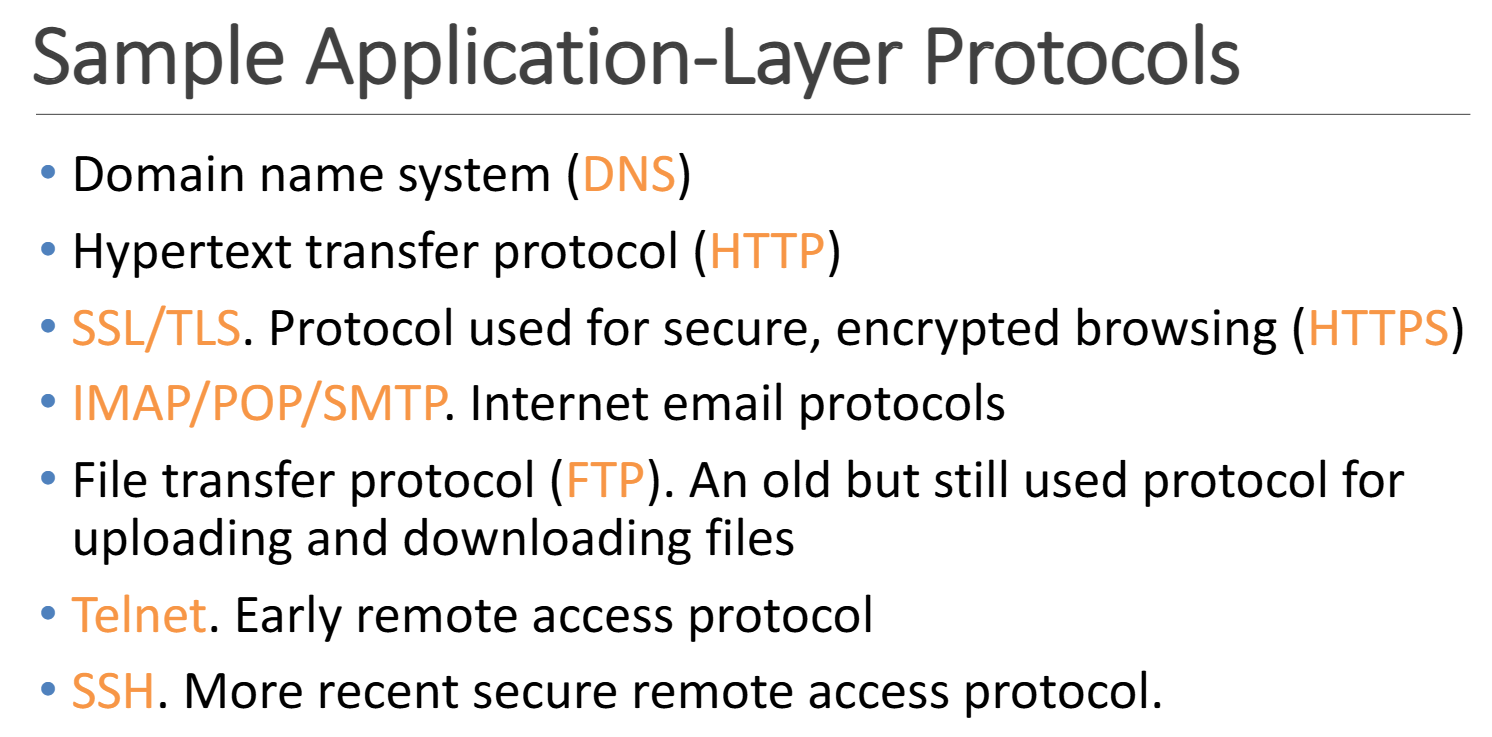 Sample Application-Layer Protocols
• Domain name system (DNS)
• Hypertext transfer protocol (HTTP)
• SSL/TLS. Protocol used for secure, encrypted browsing (HTTPS)
• IMAP/POP/SMTP. Internet email protocols
• File transfer protocol (FTP). An old but still used protocol for
uploading and downloading files
• Telnet. Early remote access protocol
• SSH. More recent secure remote access protocol.